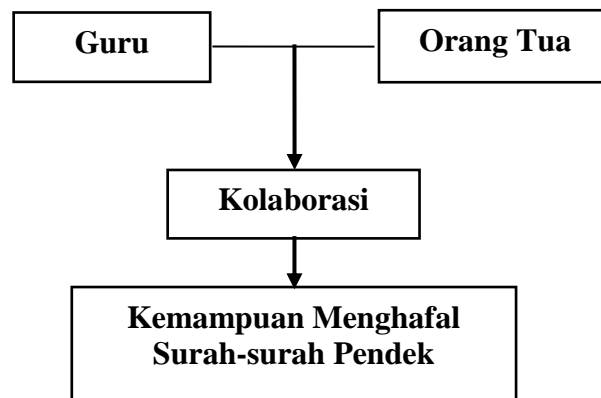 Guru
Orang Tua
Kolaborasi
Kemampuan Menghafal
Surah-surah Pendek